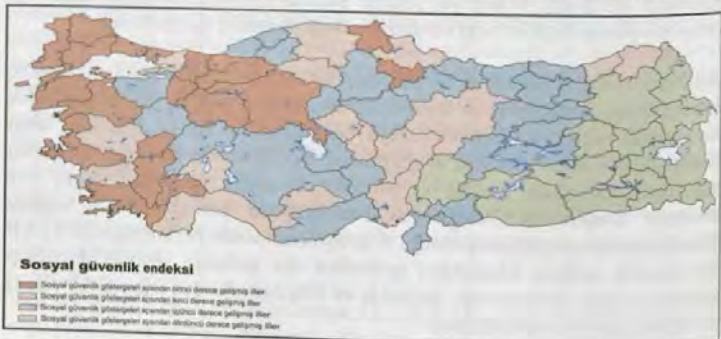 Sosyal güvenlik endeksi
Sosyal güvenlik göstergeleri açısından birinci derece gelişmiş iller
Sosyal güvenlik göstergeleri açısından ikinci derece gelişmiş iller
Sosyal güvenlik göstergeleri açısından üçüncü derece gelişmiş iller
Sosyal güvenlik göstergeleri açısından dördüncü derece gelişmiş iller